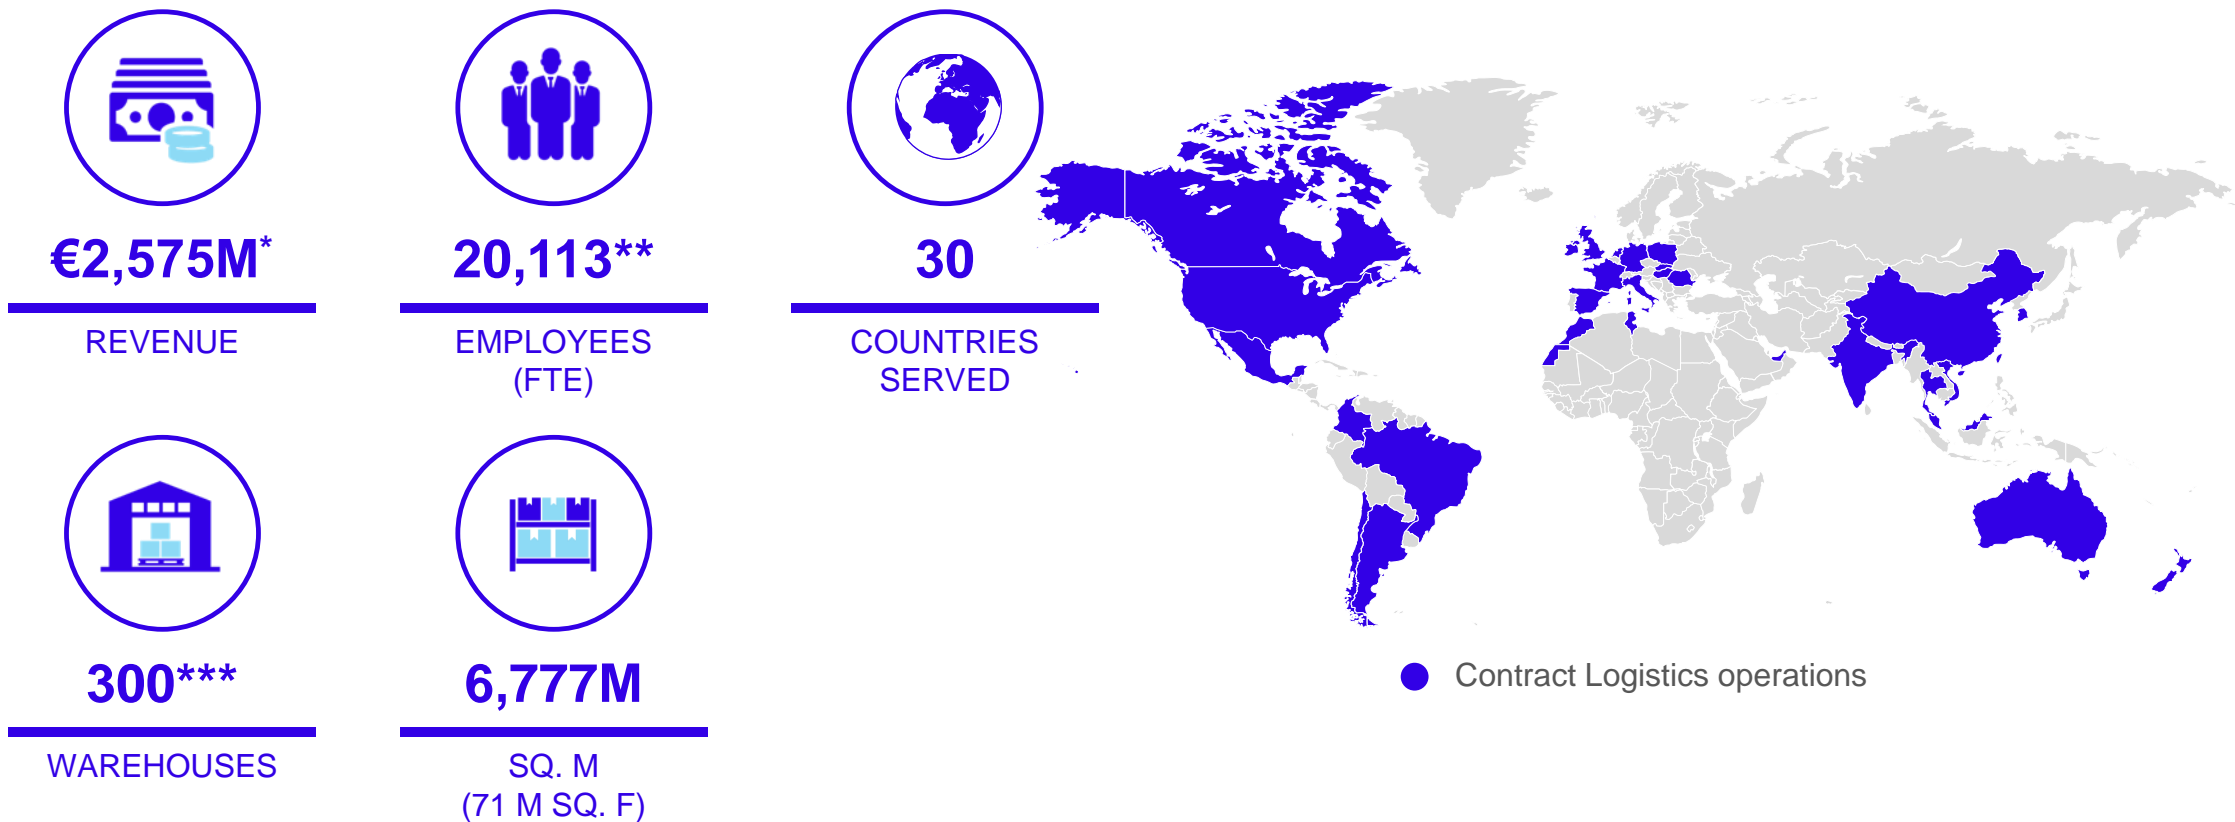 €2,575M*
REVENUE
20,113**
EMPLOYEES
(FTE)
30
COUNTRIES
SERVED
300***
WAREHOUSES
6,777M
SQ. M
(71 M SQ. F)
Contract Logistics operations